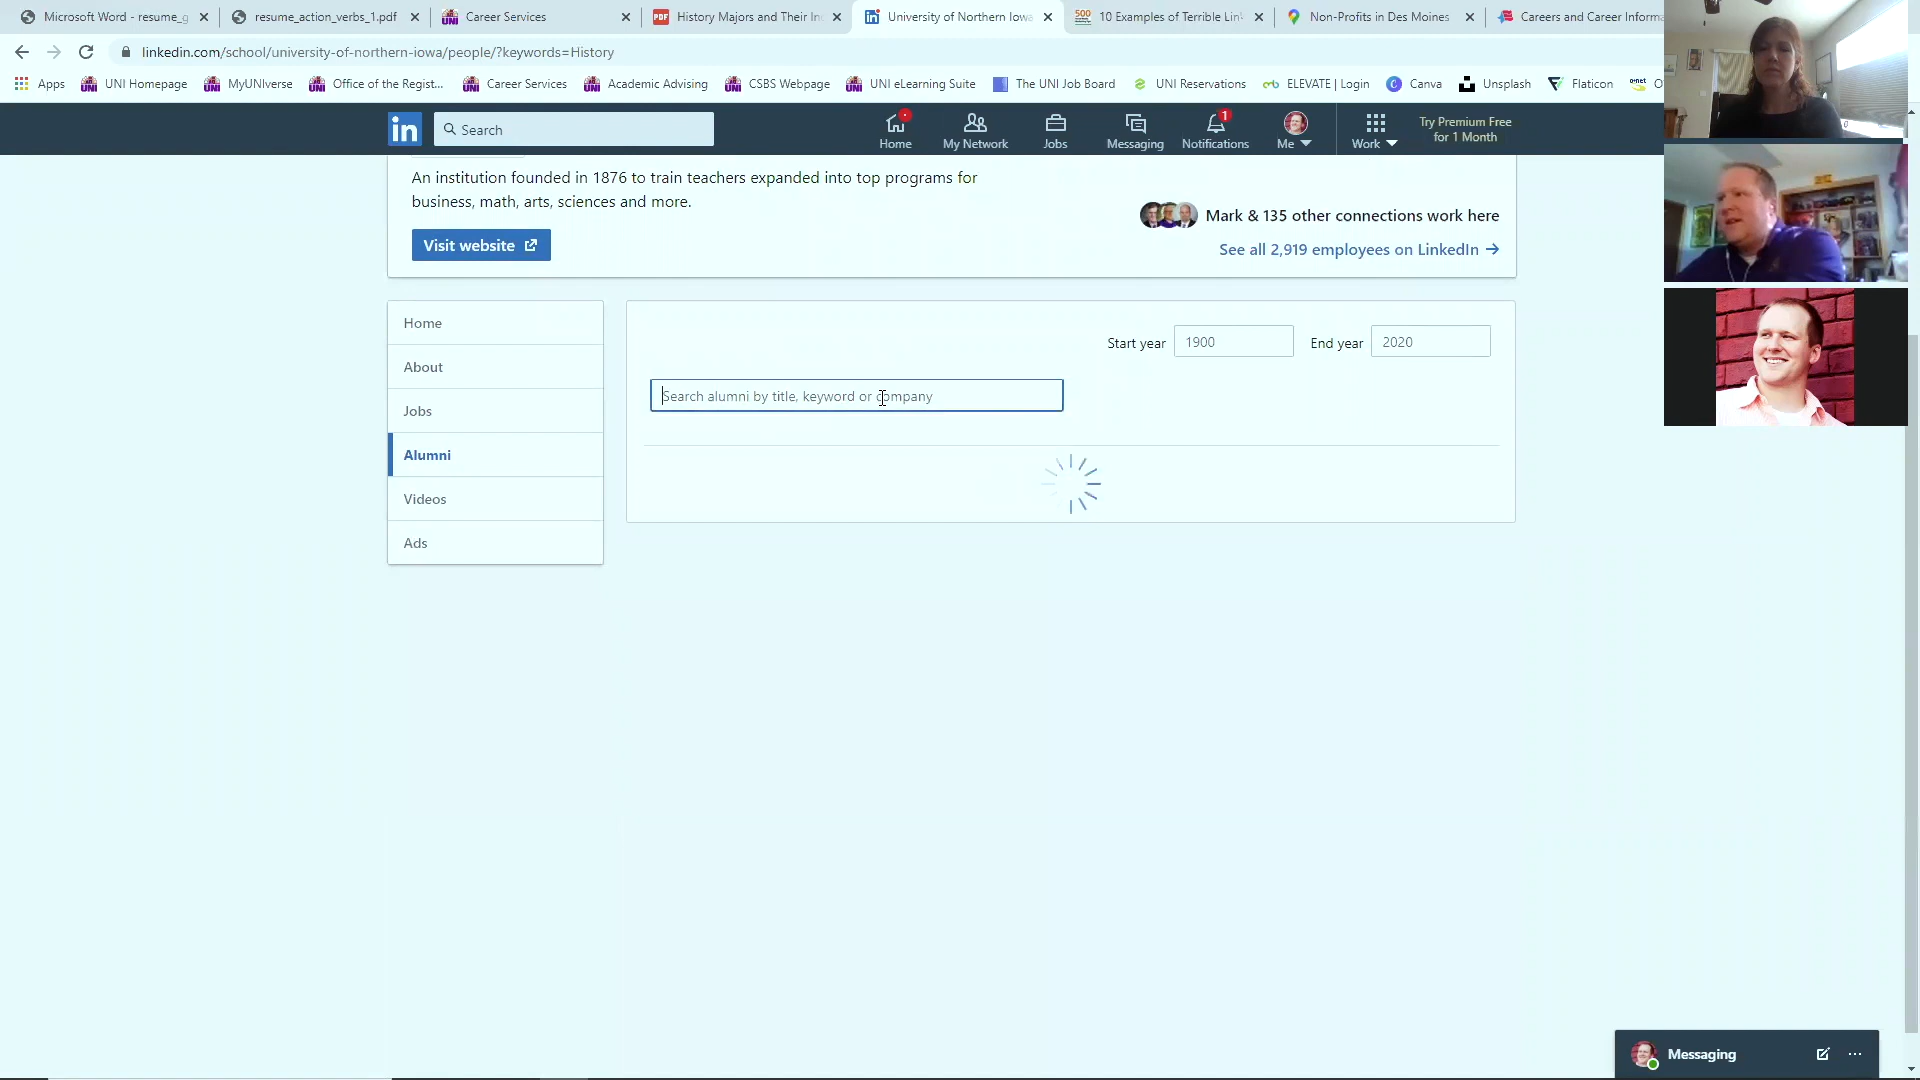 Microsoft Word - resume_g
resume_action_verbs_1.pdf
Career Services
PDF
History Majors and Their In
University of Northern Iowa
500
10 Examples of Terrible Lin
Non-Profits in Des Moines
Careers and Career Informa
linkedin.com/school/university-of-northern-iowa/people/?keywords=History
Apps
UNI Homepage
MyUNIverse
Office of the Regist...
Career Services
Academic Advising
CSBS Webpage
UNI eLearning Suite
The UNI Job Board
UNI Reservations
ELEVATE | Login
Canva
Unsplash
Flaticon
o*net
O
in
Search
Home
My Network
Jobs
Messaging
1
Notifications
Me
Work
Try Premium Free
for 1 Month
An institution founded in 1876 to train teachers expanded into top programs for
business, math, arts, sciences and more.
Mark & 135 other connections work here
Visit website
See all 2,919 employees on LinkedIn
Home
About
Jobs
Alumni
Videos
Ads
Start year
1900
End year
2020
Search alumni by title, keyword or company
Messaging